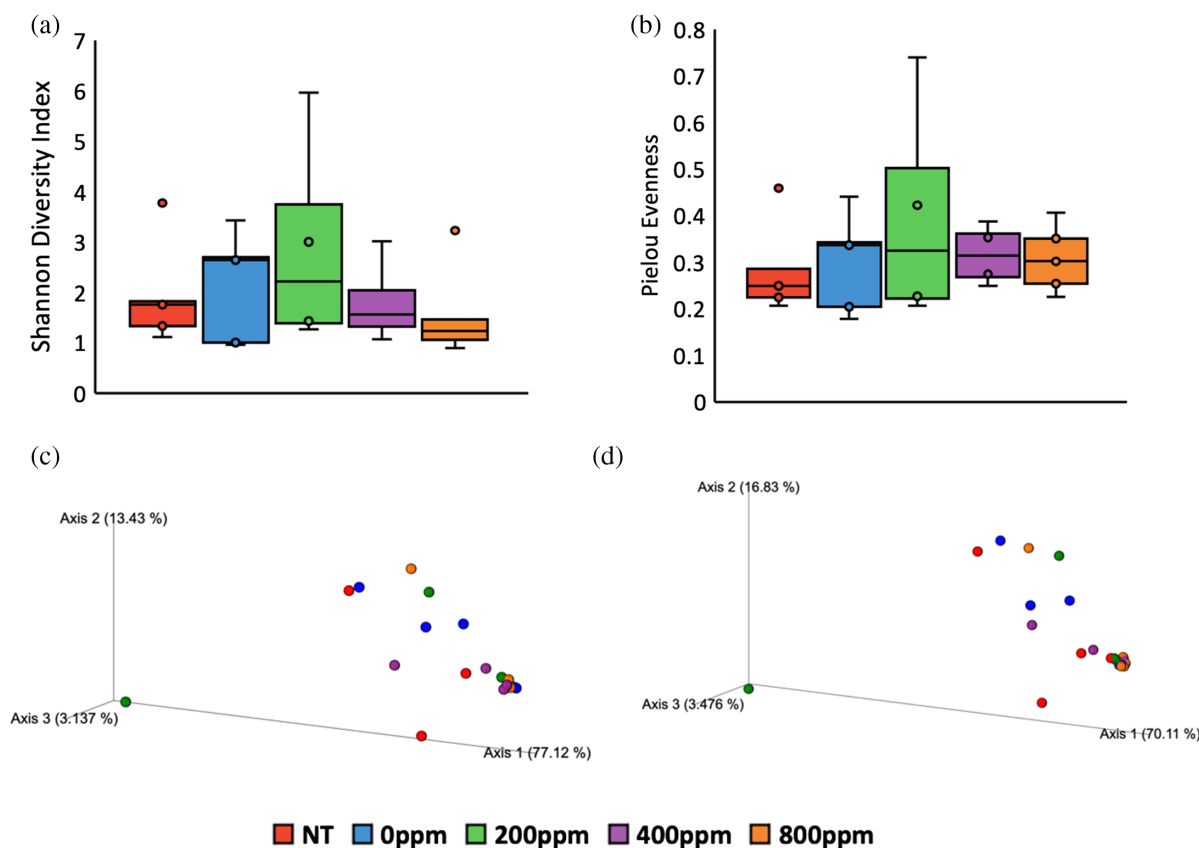 (a)
Shannon Diversity Index
7
6
5
4
3
2
1
0
(b)
Pielou Evenness
0.8
0.7
0.6
0.5
0.4
0.3
0.2
0.1
0
(c)
Axis 2 (13.43 %)
Axis 3 (3.137 %)
Axis 1 (77.12 %)
(d)
Axis 2 (16.83 %)
Axis 3 (3.476 %)
Axis 1 (70.11 %)
NT 0ppm 200ppm 400ppm 800ppm